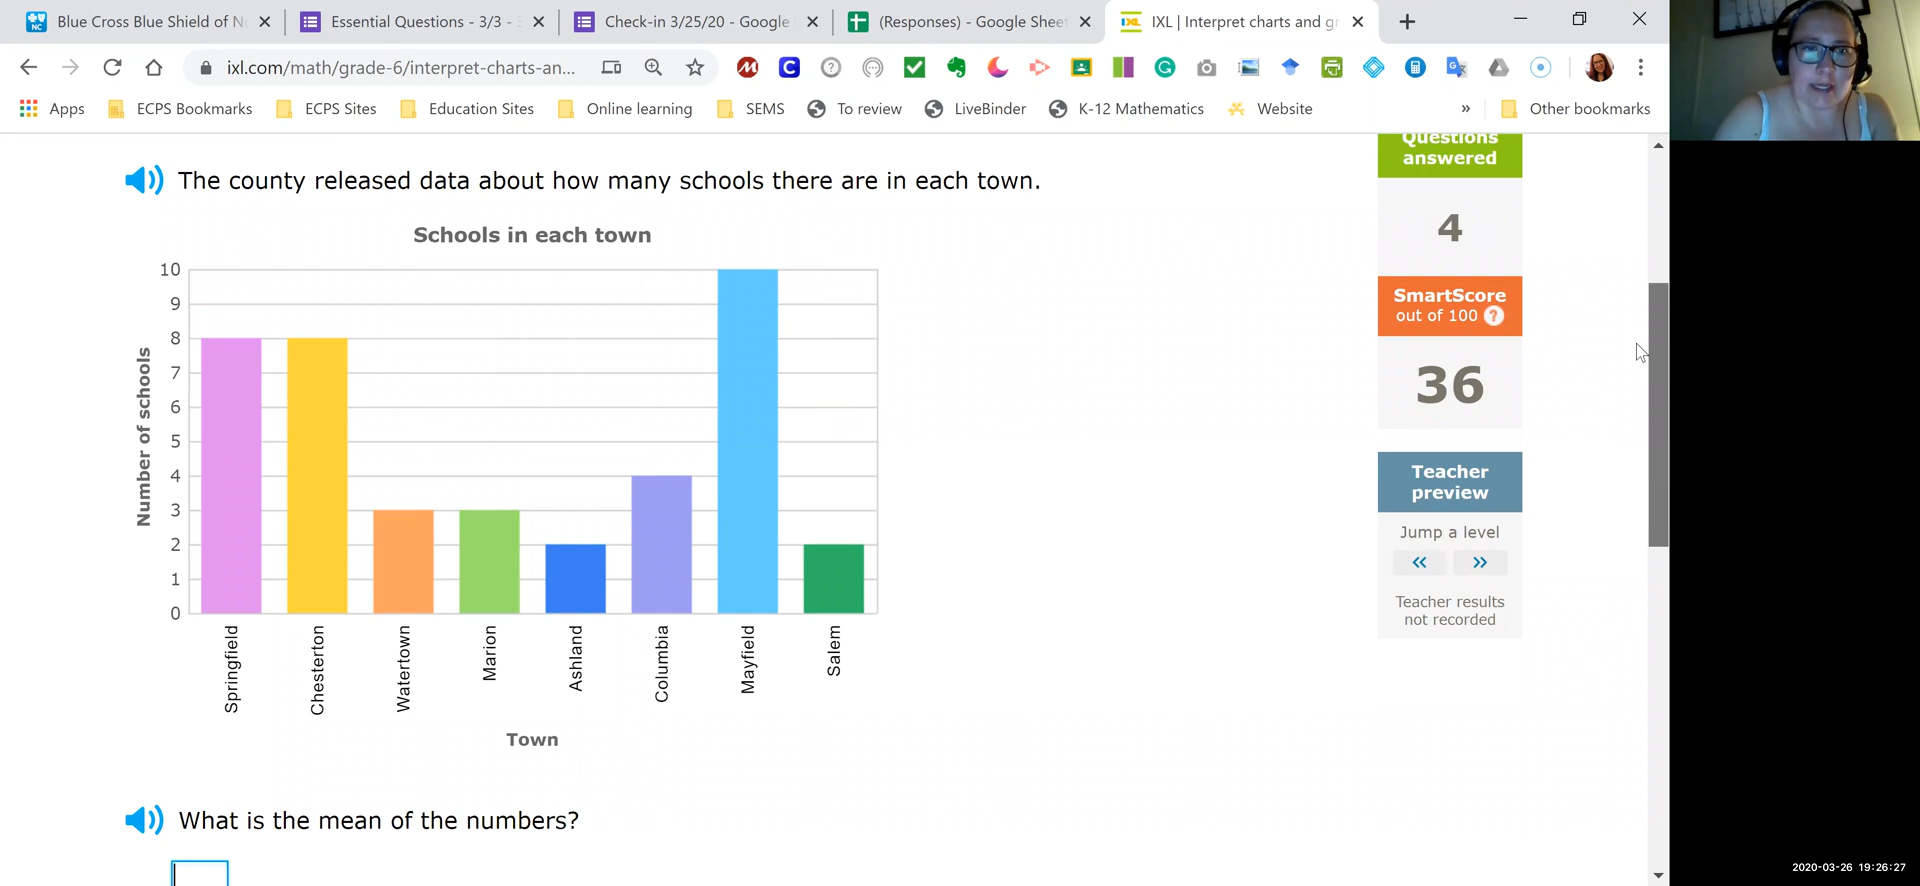 Blue Cross Blue Shield of N
Essential Questions - 3/3 -
Check-in 3/25/20 - Google
(Responses) - Google Sheet
IXL | Interpret charts and gr
ixl.com/math/grade-6/interpret-charts-an...
Apps
ECPS Bookmarks
ECPS Sites
Education Sites
Online learning
SEMS
To review
LiveBinder
K-12 Mathematics
Website
»
Other bookmarks
The county released data about how many schools there are in each town.
Schools in each town
10
9
8
7
6
5
4
3
2
1
0
Number of schools
Springfield
Chesterton
Watertown
Marion
Ashland
Columbia
Mayfield
Salem
Town
What is the mean of the numbers?
Questions
answered
4
SmartScore
out of 100 ?
36
Teacher
preview
Jump a level
Teacher results
not recorded
2020-03-26 19:26:27